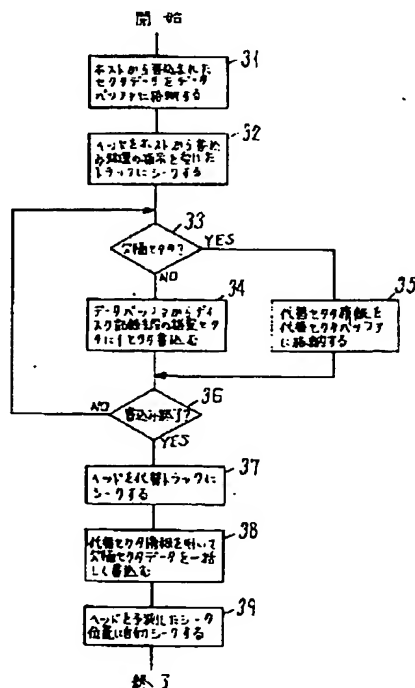 開始
31
ホストから書込まれた
セクタデータをデータ
バッファに格納する
32
ヘッドをホストから書込
み処理の指示を受けた
トラックにシークする
33
欠陥セクタ?
YES
NO
34
データバッファからディ
スク記録媒体の該当セク
タに1セクタ書込む
35
代替セクタ情報を
代替セクタバッファ
に格納する
36
書込み終了?
NO
YES
37
ヘッドを代替トラックに
シークする
38
代替セクタ情報を用いて
欠陥セクタデータを一括
して書込む
39
ヘッドを予測したシーク
位置に自動シークする
終了